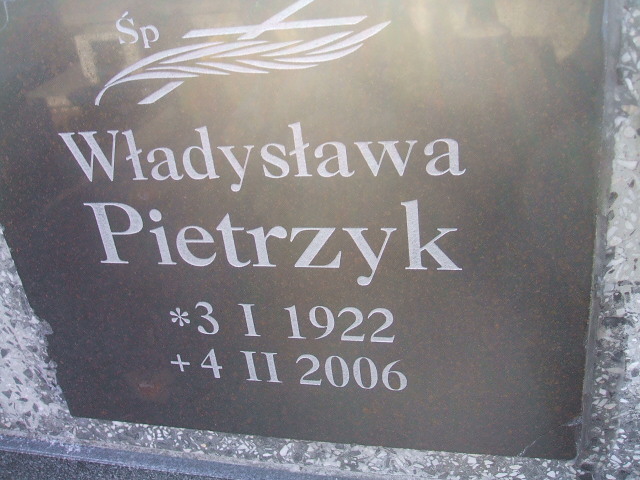 Śp
Władysława
Pietrzyk
*3 I 1922
+4 II 2006